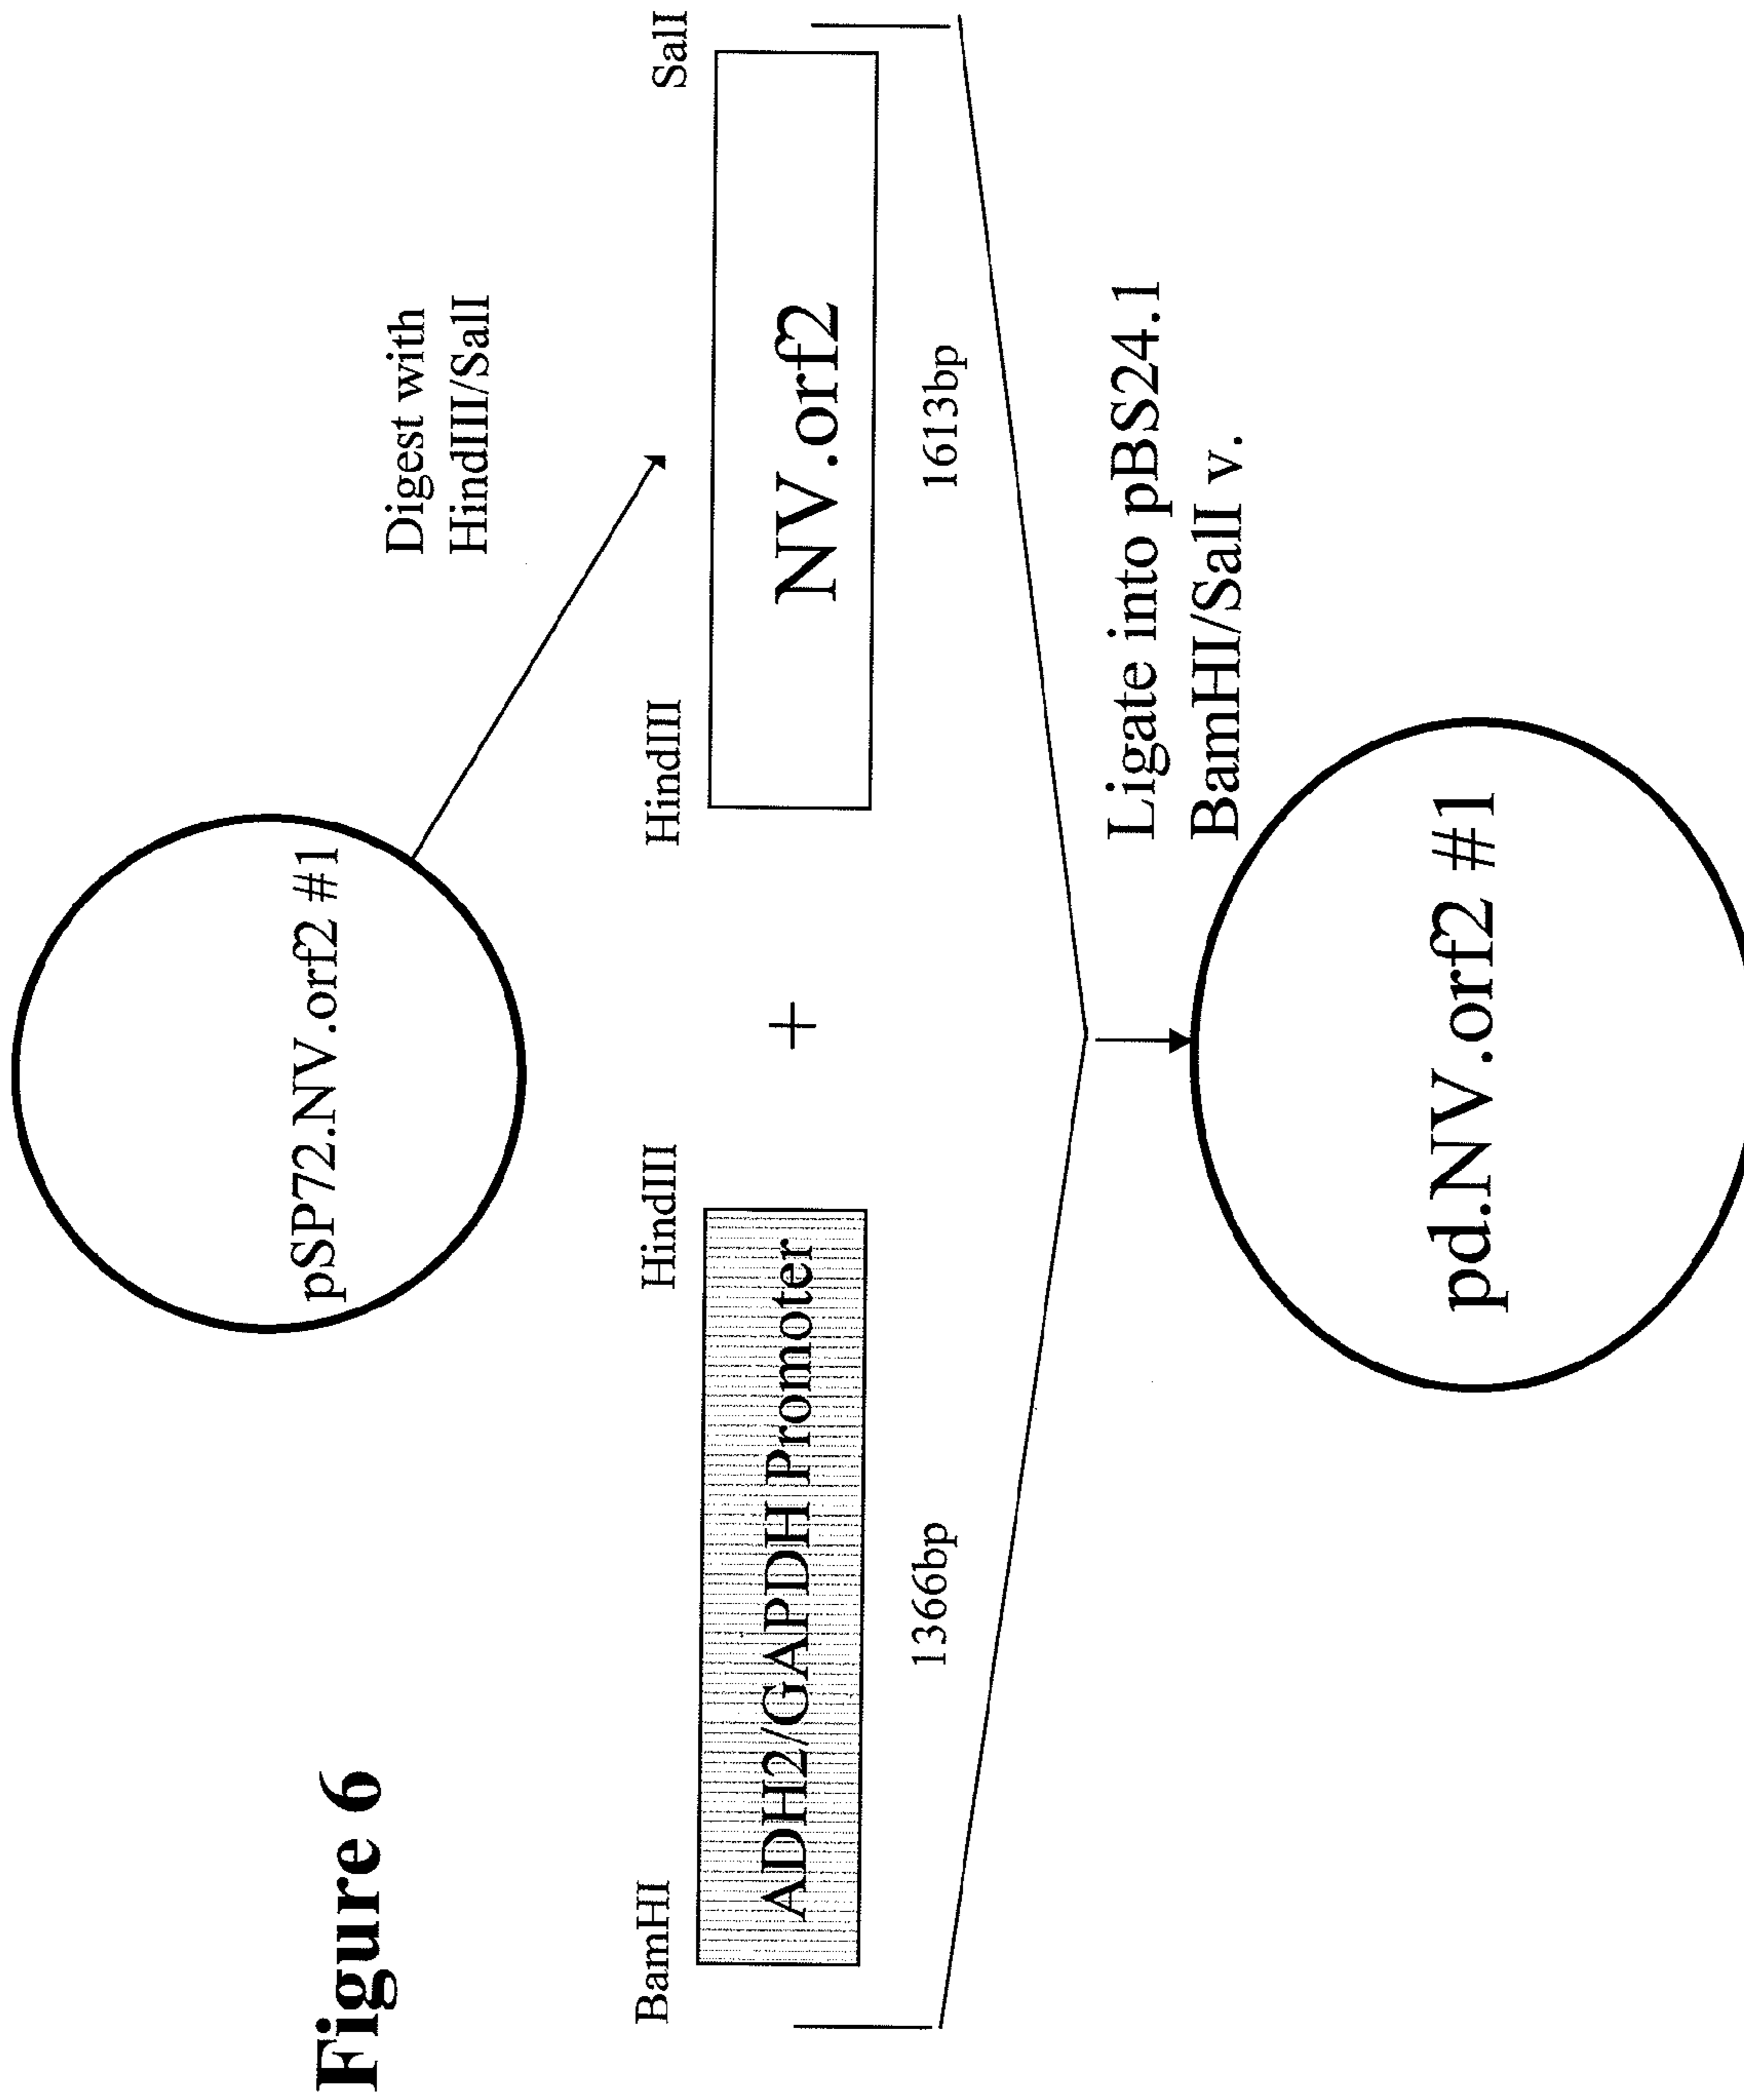 Figure 6
pSP72.NV.orf2 #1
Digest with
HindIII/SalI
BamHI
HindIII
HindIII
SalI
ADH2/GAPDH Promoter
+
NV.orf2
1366bp
1613bp
Ligate into pBS24.1
BamHI/SalI v.
pd.NV.orf2 #1